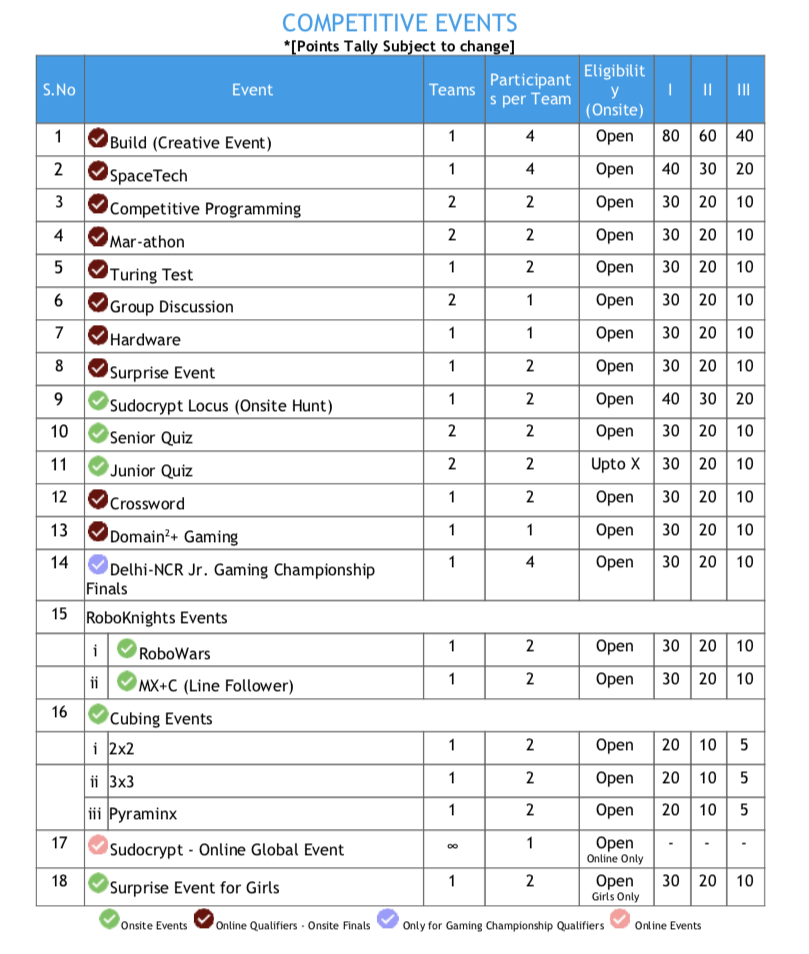 COMPETITIVE EVENTS
*[Points Tally Subject to change]
S.No Event Teams Participant
s per Team Eligibilit
y
(Onsite) I II III
1 Build (Creative Event) 1 4 Open 80 60 40
2 SpaceTech 1 4 Open 40 30 20
3 Competitive Programming 2 2 Open 30 20 10
4 Mar-athon 2 2 Open 30 20 10
5 Turing Test 1 2 Open 30 20 10
6 Group Discussion 2 1 Open 30 20 10
7 Hardware 1 1 Open 30 20 10
8 Surprise Event 1 2 Open 30 20 10
9 Sudocrypt Locus (Onsite Hunt) 1 2 Open 40 30 20
10 Senior Quiz 2 2 Open 30 20 10
11 Junior Quiz 2 2 Upto X 30 20 10
12 Crossword 1 2 Open 30 20 10
13 Domain²+ Gaming 1 1 Open 30 20 10
14 Delhi-NCR Jr. Gaming Championship 1 4 Open 30 20 10
Finals
15 RoboKnights Events
i RoboWars 1 2 Open 30 20 10
ii MX+C (Line Follower) 1 2 Open 30 20 10
16 Cubing Events
i 2x2 1 2 Open 20 10 5
ii 3x3 1 2 Open 20 10 5
iii Pyraminx 1 2 Open 20 10 5
17 Sudocrypt - Online Global Event ∞ 1 Open - - -
Online Only
18 Surprise Event for Girls 1 2 Open 30 20 10
Girls Only
Onsite Events Online Qualifiers - Onsite Finals Only for Gaming Championship Qualifiers Online Events